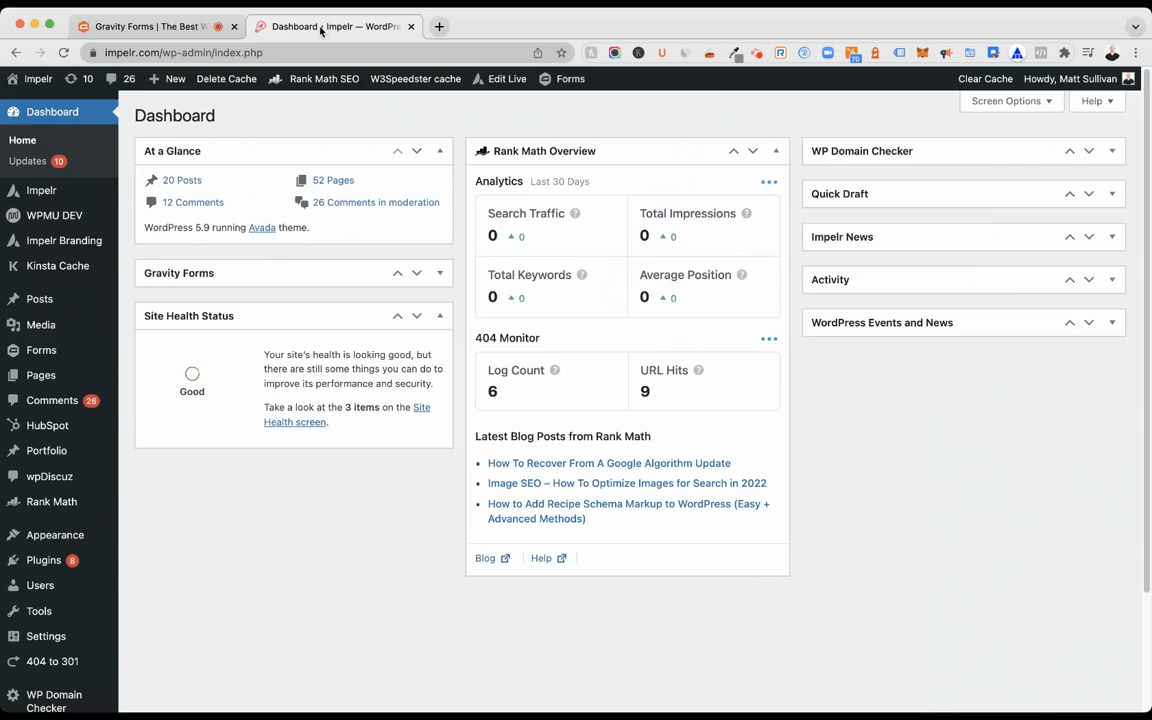 Gravity Forms | The Best W
Dashboard ‹ Impelr — WordPre
impelr.com/wp-admin/index.php
70
Impelr
10
26
New
Delete Cache
Rank Math SEO
W3Speedster cache
Edit Live
Forms
Clear Cache
Howdy, Matt Sullivan
Dashboard
Home
Updates 10
Impelr
WPMU DEV
Impelr Branding
Kinsta Cache
Posts
Media
Forms
Pages
Comments 26
HubSpot
Portfolio
wpDiscuz
Rank Math
Appearance
Plugins 8
Users
Tools
Settings
404 to 301
WP Domain
Checker
Screen Options
Help
Dashboard
At a Glance
20 Posts
52 Pages
12 Comments
26 Comments in moderation
WordPress 5.9 running Avada theme.
Gravity Forms
Site Health Status
Good
Your site's health is looking good, but
there are still some things you can do to
improve its performance and security.
Take a look at the 3 items on the Site
Health screen.
Rank Math Overview
Analytics Last 30 Days
Search Traffic
0 0
Total Impressions
0 0
Total Keywords
0 0
Average Position
0 0
404 Monitor
Log Count
6
URL Hits
9
Latest Blog Posts from Rank Math
How To Recover From A Google Algorithm Update
Image SEO – How To Optimize Images for Search in 2022
How to Add Recipe Schema Markup to WordPress (Easy +
Advanced Methods)
Blog
Help
WP Domain Checker
Quick Draft
Impelr News
Activity
WordPress Events and News